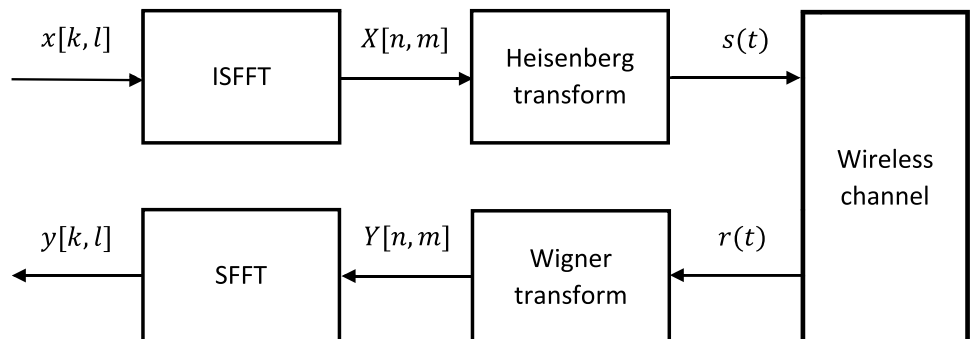 x[k, l]
ISFFT
X[n, m]
Heisenberg
transform
s(t)
Wireless
channel
y[k, l]
SFFT
Y[n, m]
Wigner
transform
r(t)